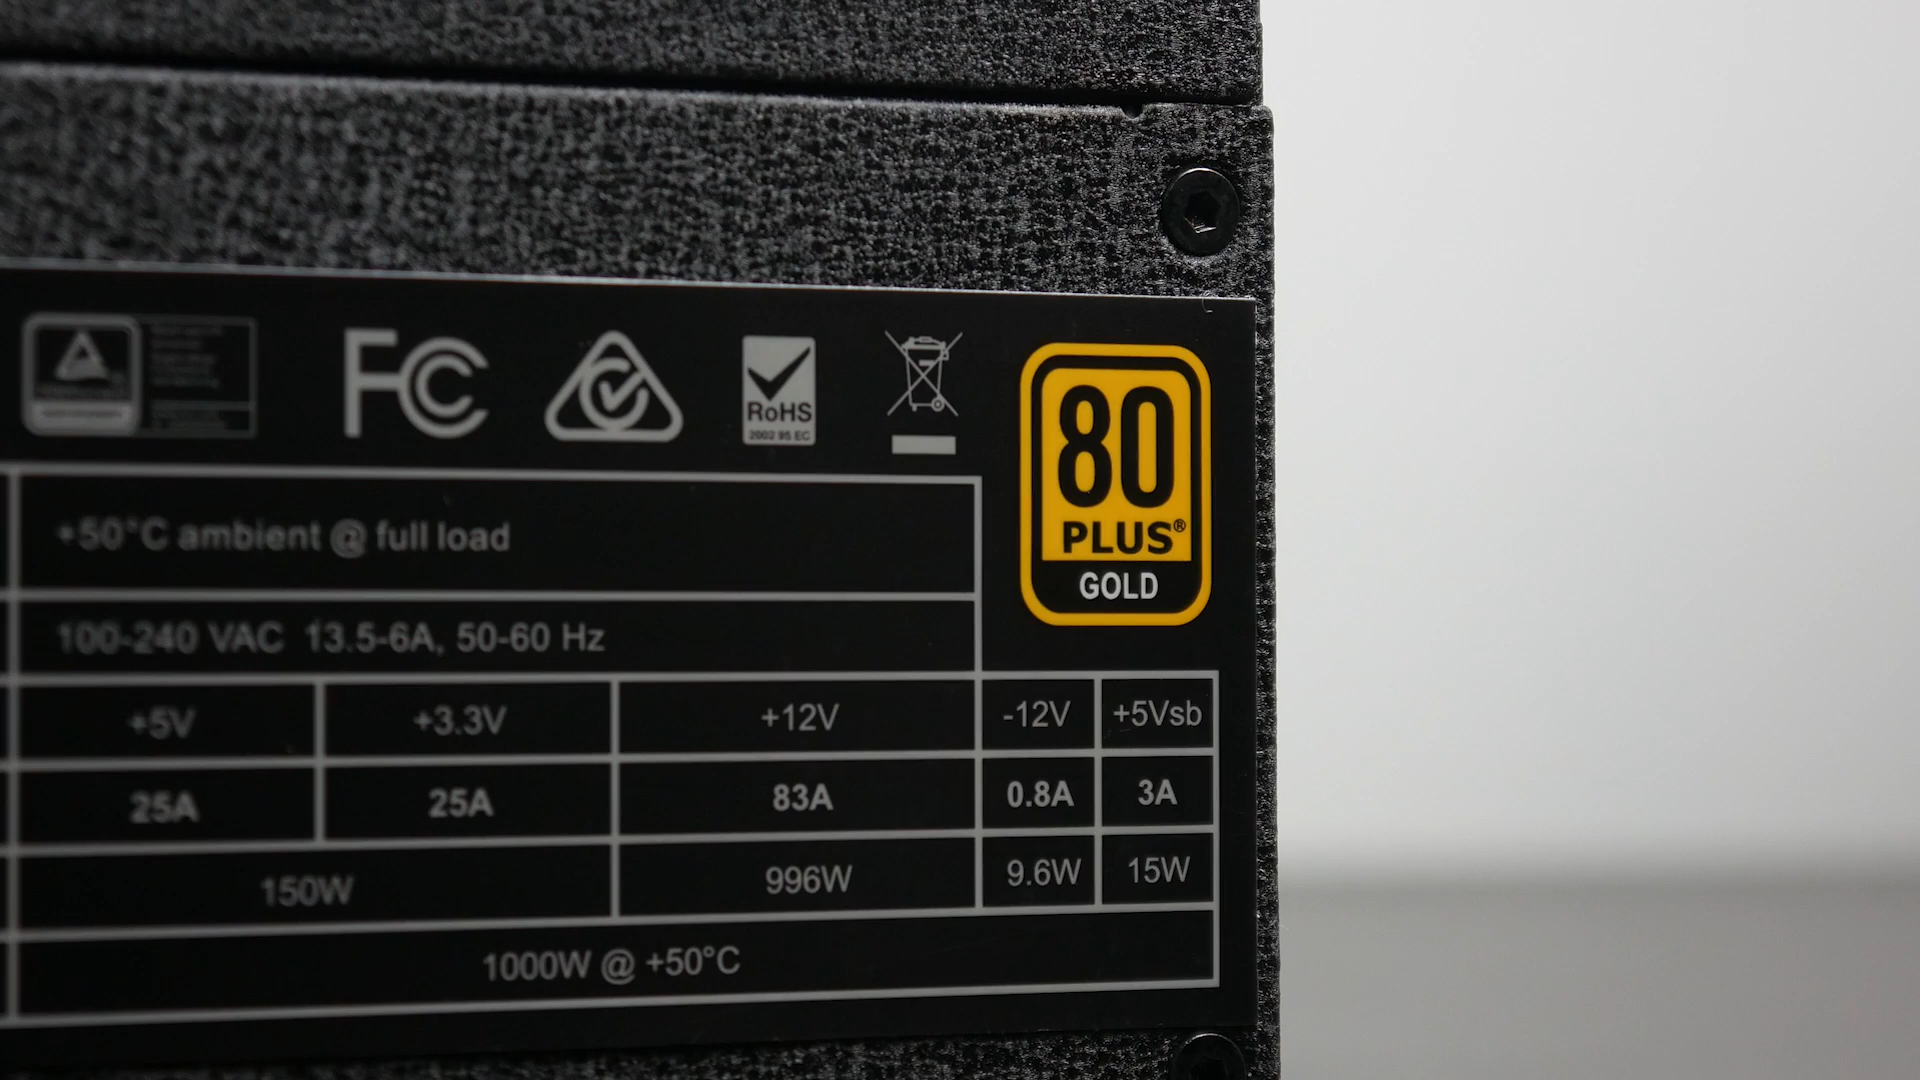 FC
RoHS
2002 95 EC
80
PLUS®
GOLD
+50°C ambient @ full load
100-240 VAC 13.5-6A, 50-60 Hz
+5V +3.3V +12V -12V +5Vsb
25A 25A 83A 0.8A 3A
150W 996W 9.6W 15W
1000W @ +50°C